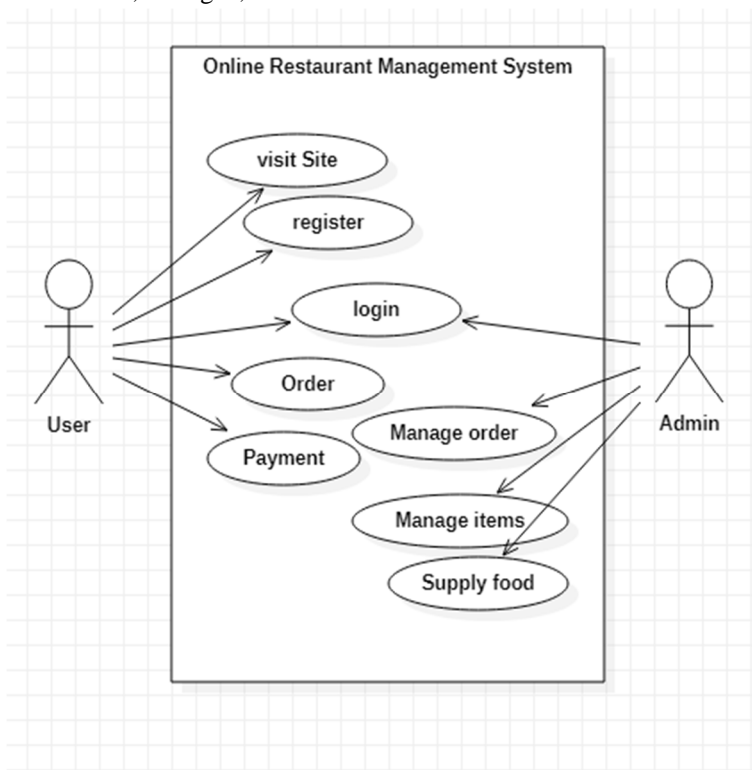 Online Restaurant Management System
visit Site
register
login
Order
Payment
Manage order
Manage items
Supply food
User
Admin